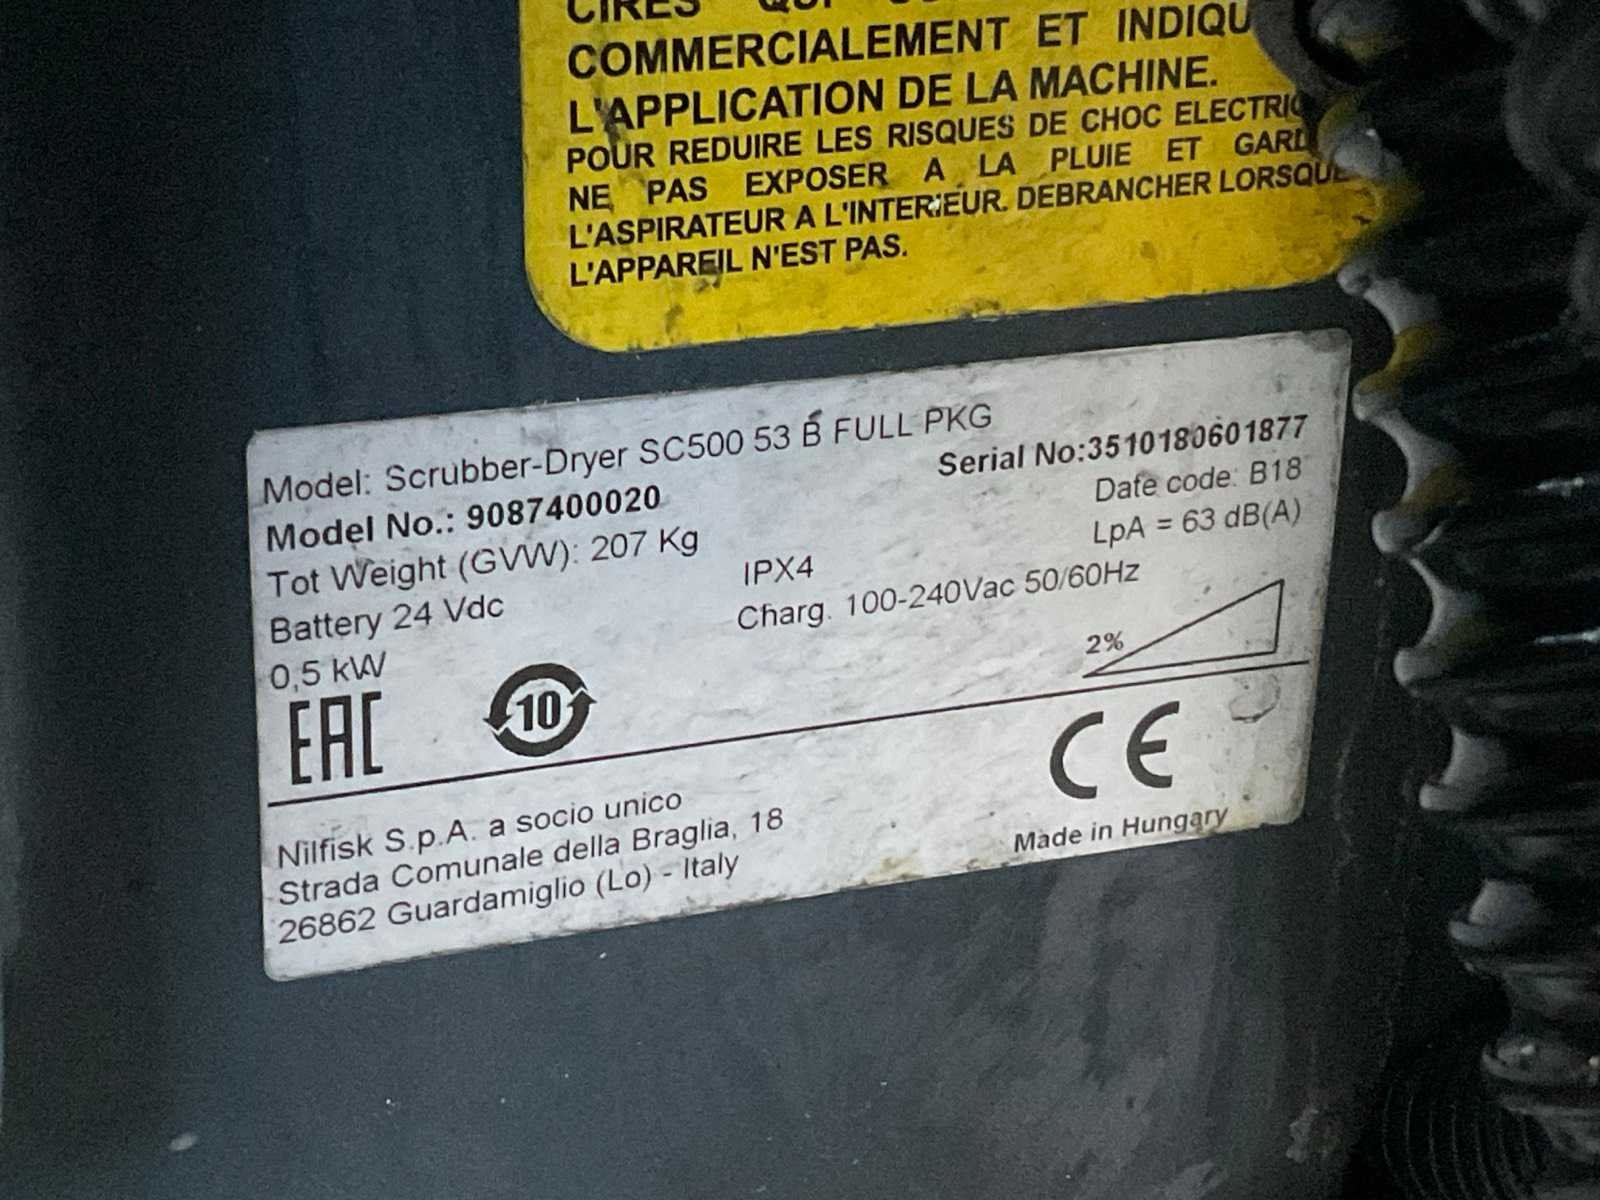 CIRES QUI
COMMERCIALEMENT ET INDIQU
L'APPLICATION DE LA MACHINE.
POUR REDUIRE LES RISQUES DE CHOC ELECTRIQ
NE PAS EXPOSER A LA PLUIE ET GARD
L'ASPIRATEUR A L'INTERIEUR. DEBRANCHER LORSQUE
L'APPAREIL N'EST PAS.
Model: Scrubber-Dryer SC500 53 B FULL PKG
Model No.: 9087400020 Serial No:3510180601877
Tot Weight (GVW): 207 Kg Date code: B18
Battery 24 Vdc IPX4 LpA = 63 dB(A)
0,5 kW Charg. 100-240Vac 50/60Hz
2%
EAC 10
CE
Nilfisk S.p.A. a socio unico
Strada Comunale della Braglia, 18
26862 Guardamiglio (Lo) - Italy
Made in Hungary